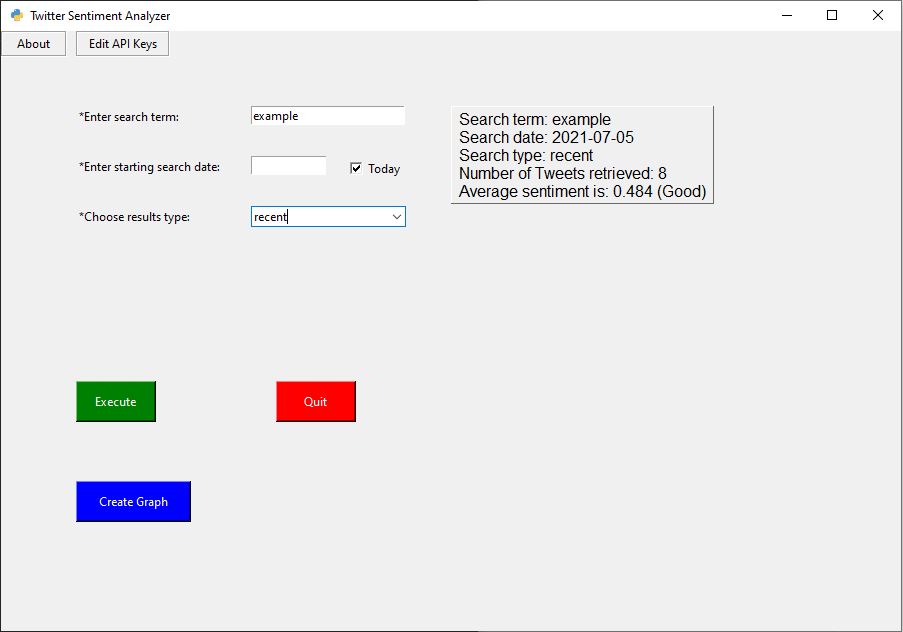 Twitter Sentiment Analyzer
About
Edit API Keys
*Enter search term:
example
*Enter starting search date:
Today
*Choose results type:
recent
Search term: example
Search date: 2021-07-05
Search type: recent
Number of Tweets retrieved: 8
Average sentiment is: 0.484 (Good)
Execute
Quit
Create Graph